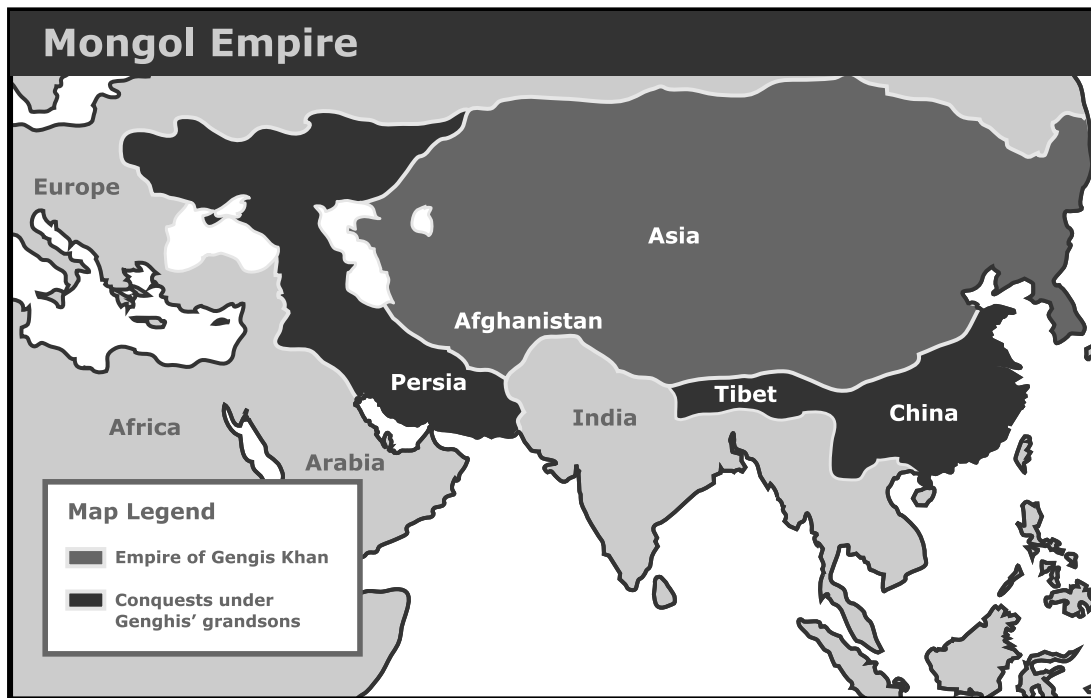 Mongol Empire
Europe
Asia
Afghanistan
Persia
Tibet
India
China
Africa
Arabia
Map Legend
Empire of Gengis Khan
Conquests under
Genghis’ grandsons